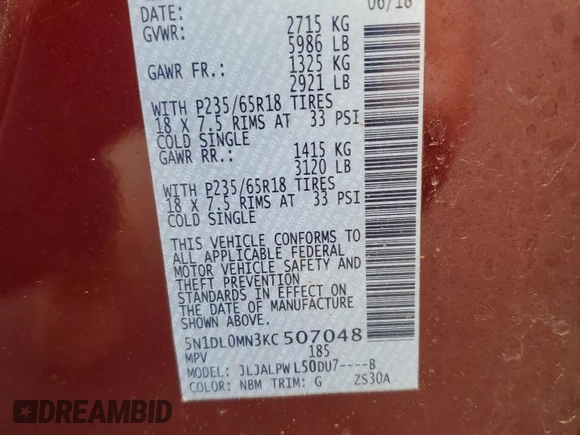 DATE: 06/18
GVWR: 2715 KG
5986 LB
GAWR FR.: 1325 KG
2921 LB
WITH P235/65R18 TIRES
18 X 7.5 RIMS AT 33 PSI
COLD SINGLE
GAWR RR.: 1415 KG
3120 LB
WITH P235/65R18 TIRES
18 X 7.5 RIMS AT 33 PSI
COLD SINGLE
THIS VEHICLE CONFORMS TO
ALL APPLICABLE FEDERAL
MOTOR VEHICLE SAFETY AND
THEFT PREVENTION
STANDARDS IN EFFECT ON
THE DATE OF MANUFACTURE
SHOWN ABOVE.
5N1DL0MN3KC507048
MPV 185
MODEL: JLJALPWL50DU7----B
COLOR: NBM TRIM: G ZS30A
DREAMBID